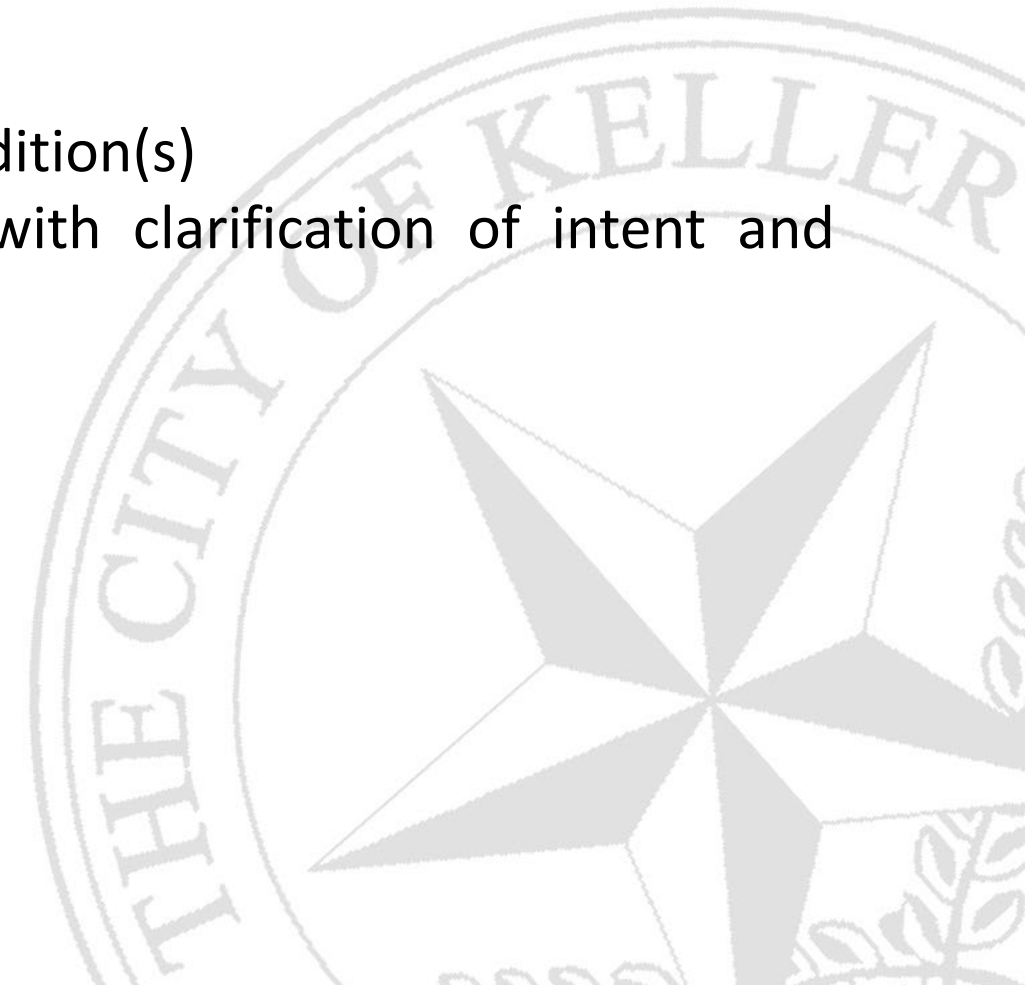 dition(s)
with clarification of intent and
THE CITY OF KELLER